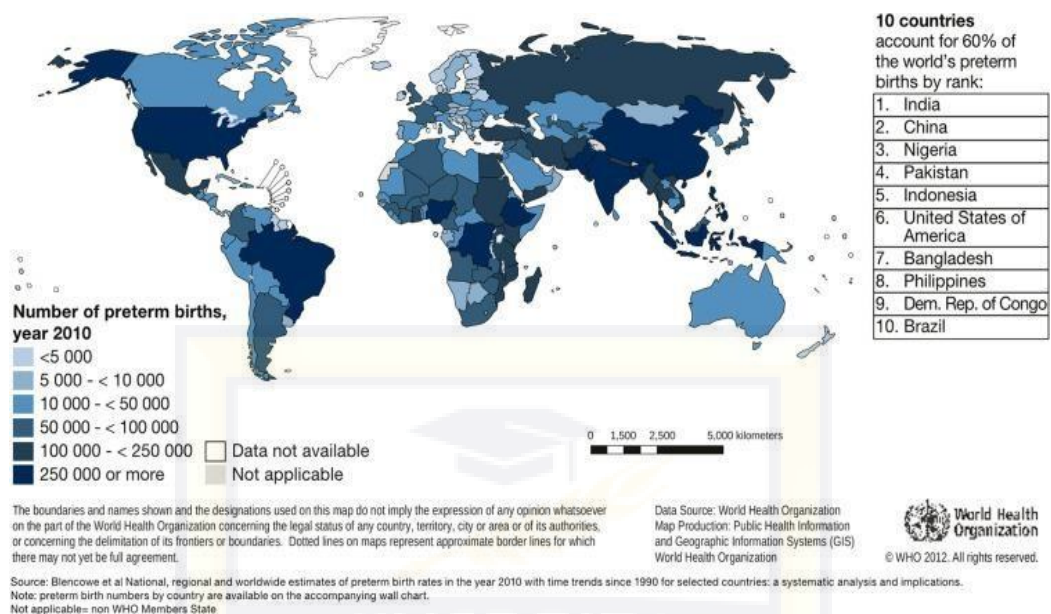 10 countries
account for 60% of
the world's preterm
births by rank:
1. India
2. China
3. Nigeria
4. Pakistan
5. Indonesia
6. United States of
America
7. Bangladesh
8. Philippines
9. Dem. Rep. of Congo
10. Brazil
Number of preterm births,
year 2010
<5 000
5 000 - < 10 000
10 000 - < 50 000
50 000 - < 100 000
100 000 - < 250 000
250 000 or more
Data not available
Not applicable
0 1,500 2,500 5,000 kilometers
The boundaries and names shown and the designations used on this map do not imply the expression of any opinion whatsoever
on the part of the World Health Organization concerning the legal status of any country, territory, city or area or of its authorities,
or concerning the delimitation of its frontiers or boundaries. Dotted lines on maps represent approximate border lines for which
there may not yet be full agreement.
Data Source: World Health Organization
Map Production: Public Health Information
and Geographic Information Systems (GIS)
World Health Organization
World Health
Organization
© WHO 2012. All rights reserved.
Source: Blencowe et al National, regional and worldwide estimates of preterm birth rates in the year 2010 with time trends since 1990 for selected countries: a systematic analysis and implications.
Note: preterm birth numbers by country are available on the accompanying wall chart.
Not applicable= non WHO Members State